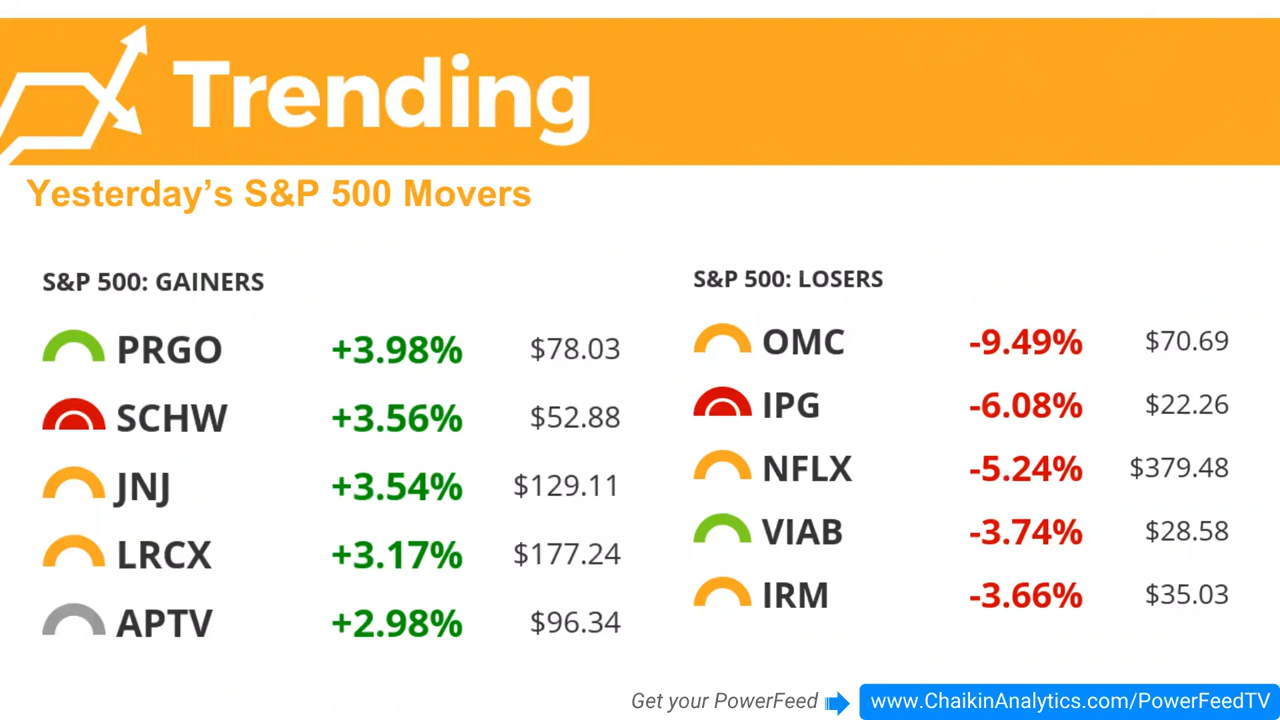 Trending
Yesterday’s S&P 500 Movers
S&P 500: GAINERS
PRGO +3.98% $78.03
SCHW +3.56% $52.88
JNJ +3.54% $129.11
LRCX +3.17% $177.24
APTV +2.98% $96.34
S&P 500: LOSERS
OMC -9.49% $70.69
IPG -6.08% $22.26
NFLX -5.24% $379.48
VIAB -3.74% $28.58
IRM -3.66% $35.03
Get your PowerFeed www.ChaikinAnalytics.com/PowerFeedTV